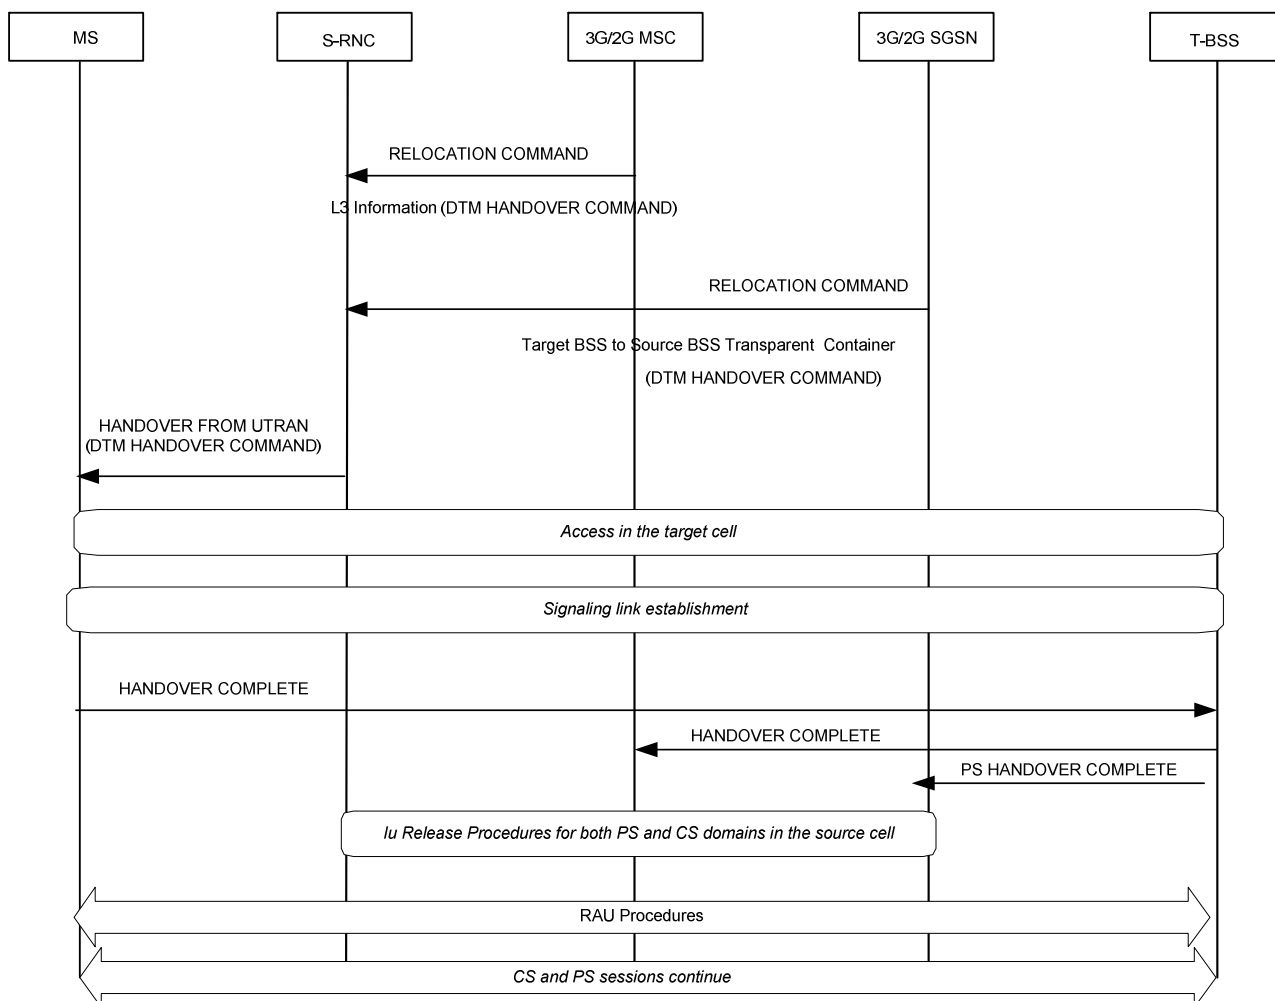 MS
S-RNC
3G/2G MSC
3G/2G SGSN
T-BSS
RELOCATION COMMAND
L3 Information (DTM HANDOVER COMMAND)
RELOCATION COMMAND
Target BSS to Source BSS Transparent Container
(DTM HANDOVER COMMAND)
HANDOVER FROM UTRAN
(DTM HANDOVER COMMAND)
Access in the target cell
Signaling link establishment
HANDOVER COMPLETE
HANDOVER COMPLETE
PS HANDOVER COMPLETE
Iu Release Procedures for both PS and CS domains in the source cell
RAU Procedures
CS and PS sessions continue